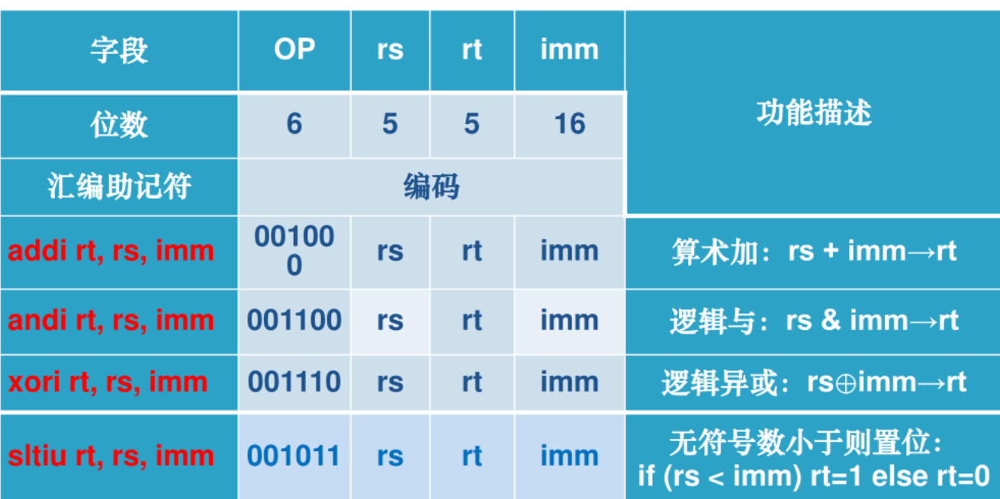 字段 OP rs rt imm 功能描述
位数 6 5 5 16
汇编助记符 编码
addi rt, rs, imm 00100
0 rs rt imm 算术加：rs + imm→rt
andi rt, rs, imm 001100 rs rt imm 逻辑与：rs & imm→rt
xori rt, rs, imm 001110 rs rt imm 逻辑异或：rs⊕imm→rt
sltiu rt, rs, imm 001011 rs rt imm 无符号数小于则置位：
if (rs < imm) rt=1 else rt=0